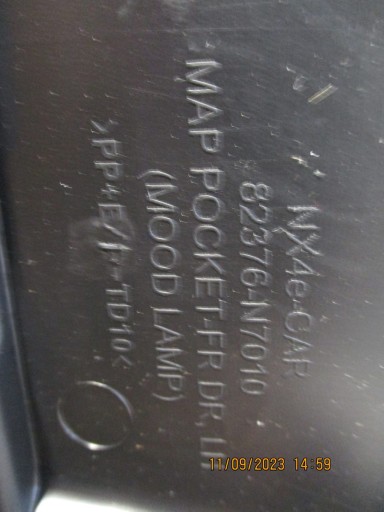 NX4e-CAR
82376-N7010
MAP POCKET-FR DR, LH
(MOOD LAMP)
>PP+E/P-TD10<
11/09/2023 14:59